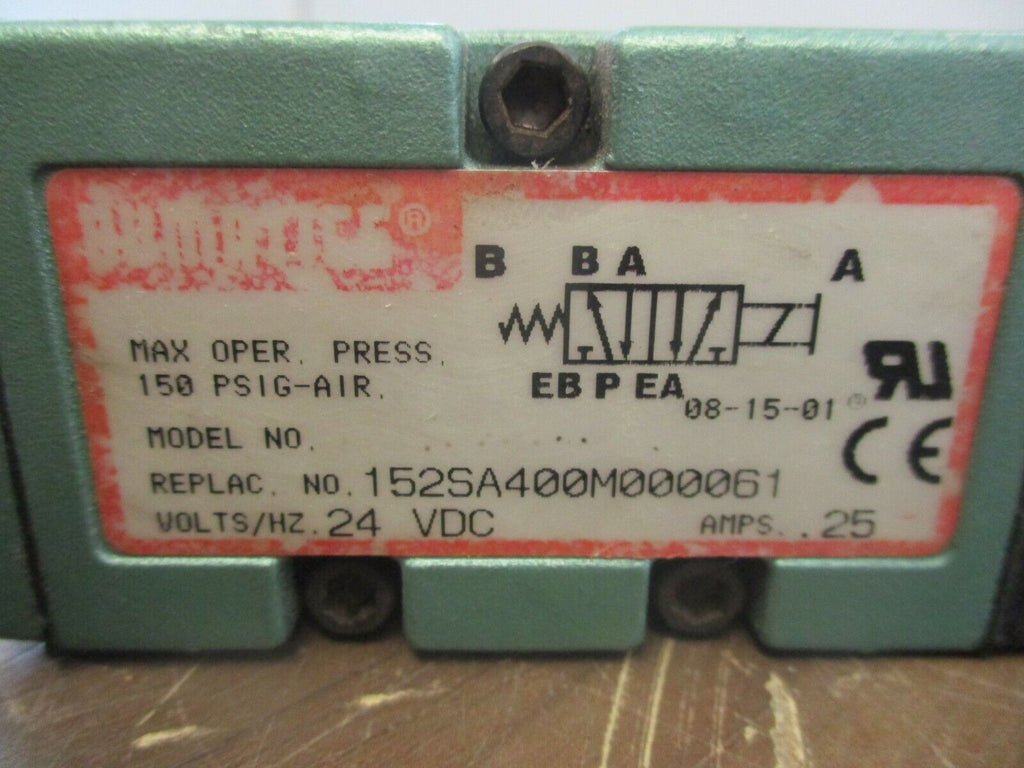 B B A A
MAX OPER. PRESS.
150 PSIG-AIR.
EB P EA
08-15-01
MODEL NO.
REPLAC. NO. 152SA400M000061
VOLTS/HZ. 24 VDC AMPS. .25
CE